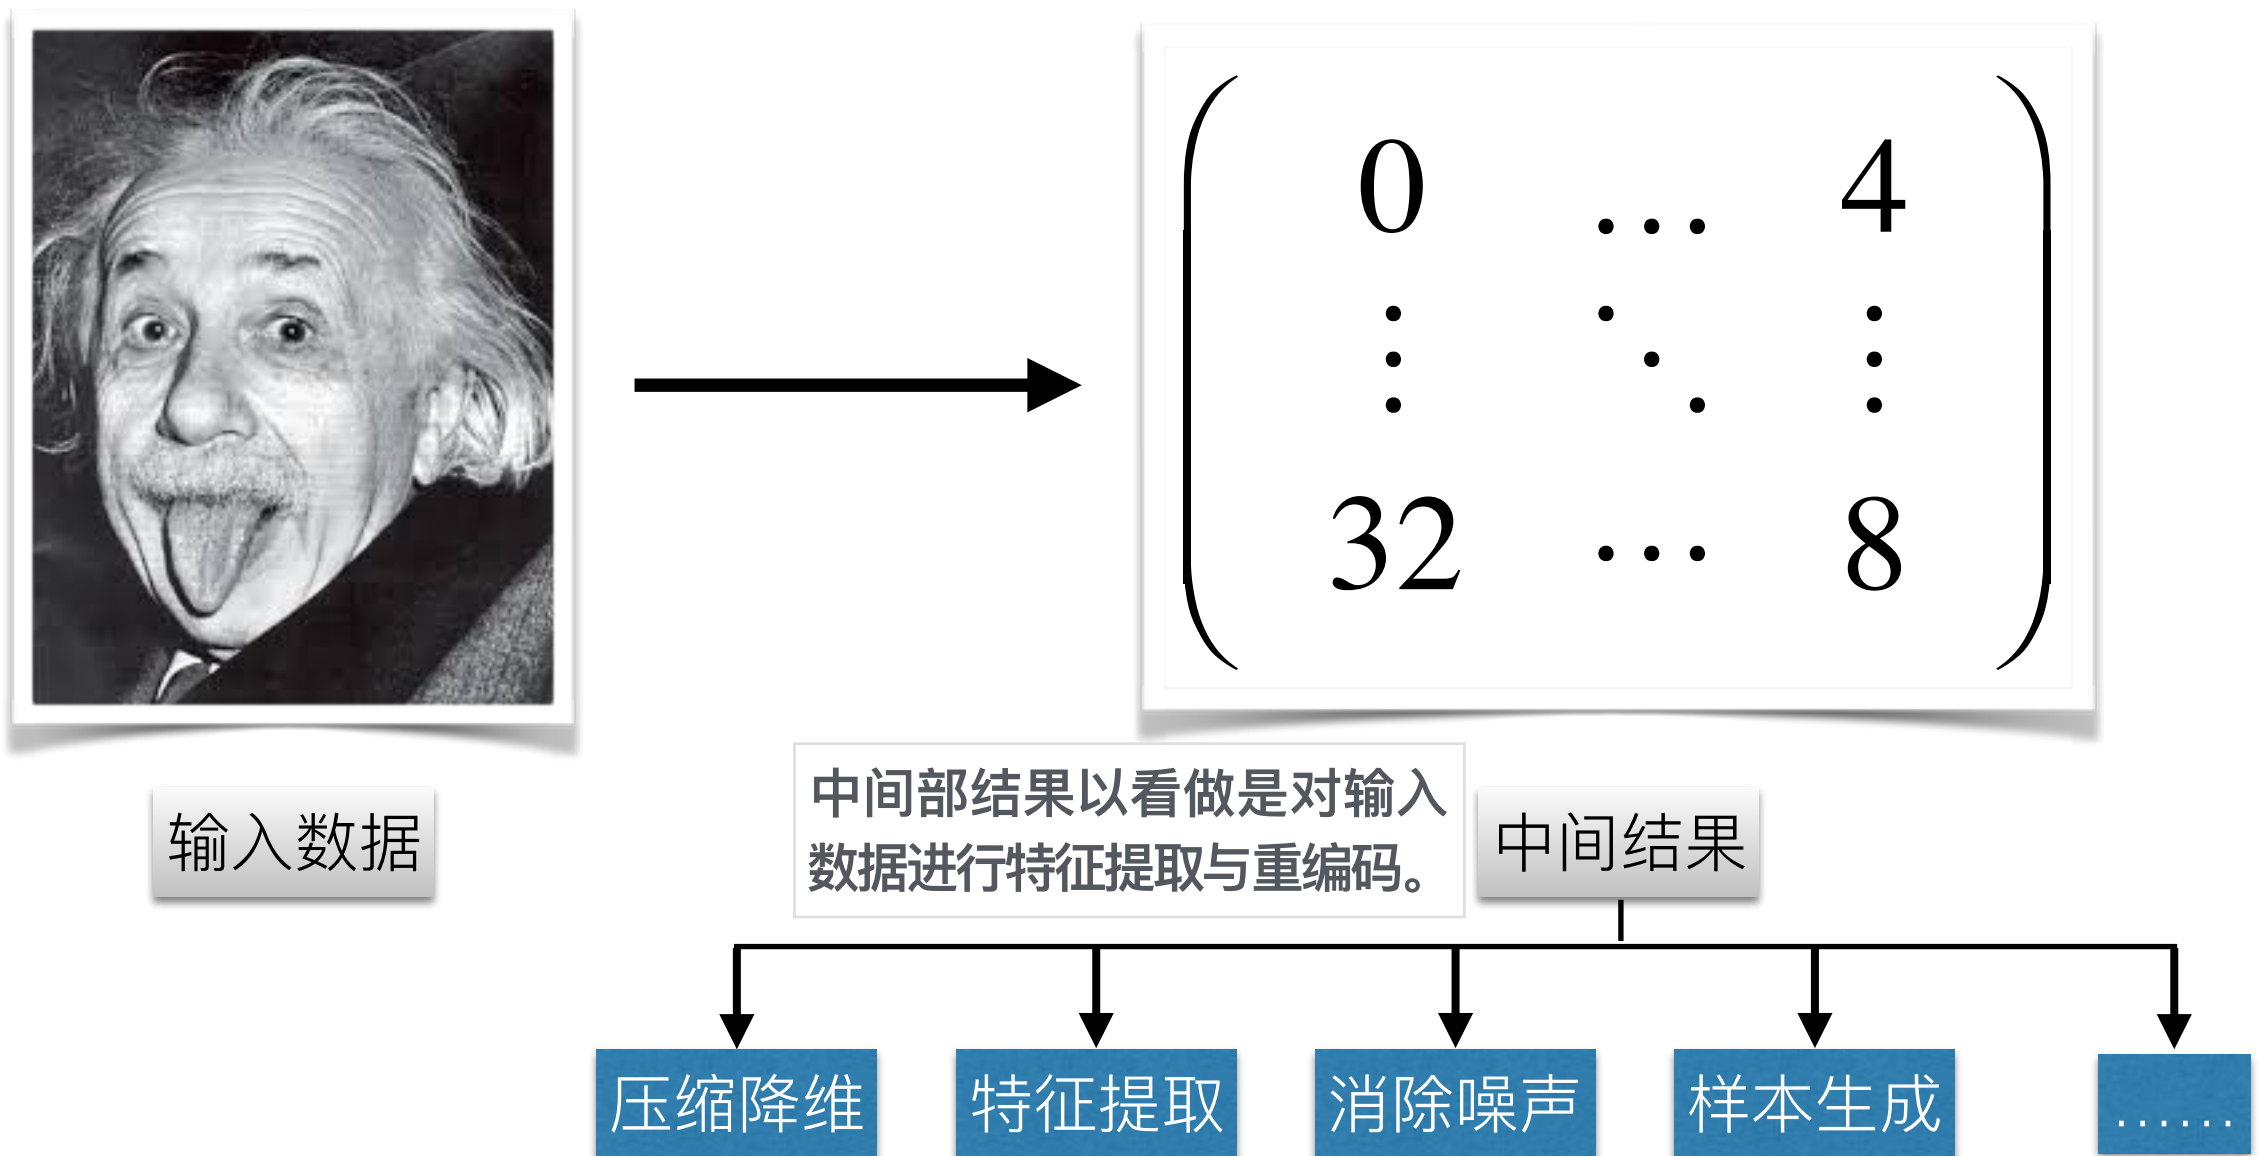 0 … 4
⋮ ⋱ ⋮
32 … 8
输入数据
中间部结果以看做是对输入
数据进行特征提取与重编码。
中间结果
压缩降维
特征提取
消除噪声
样本生成
......